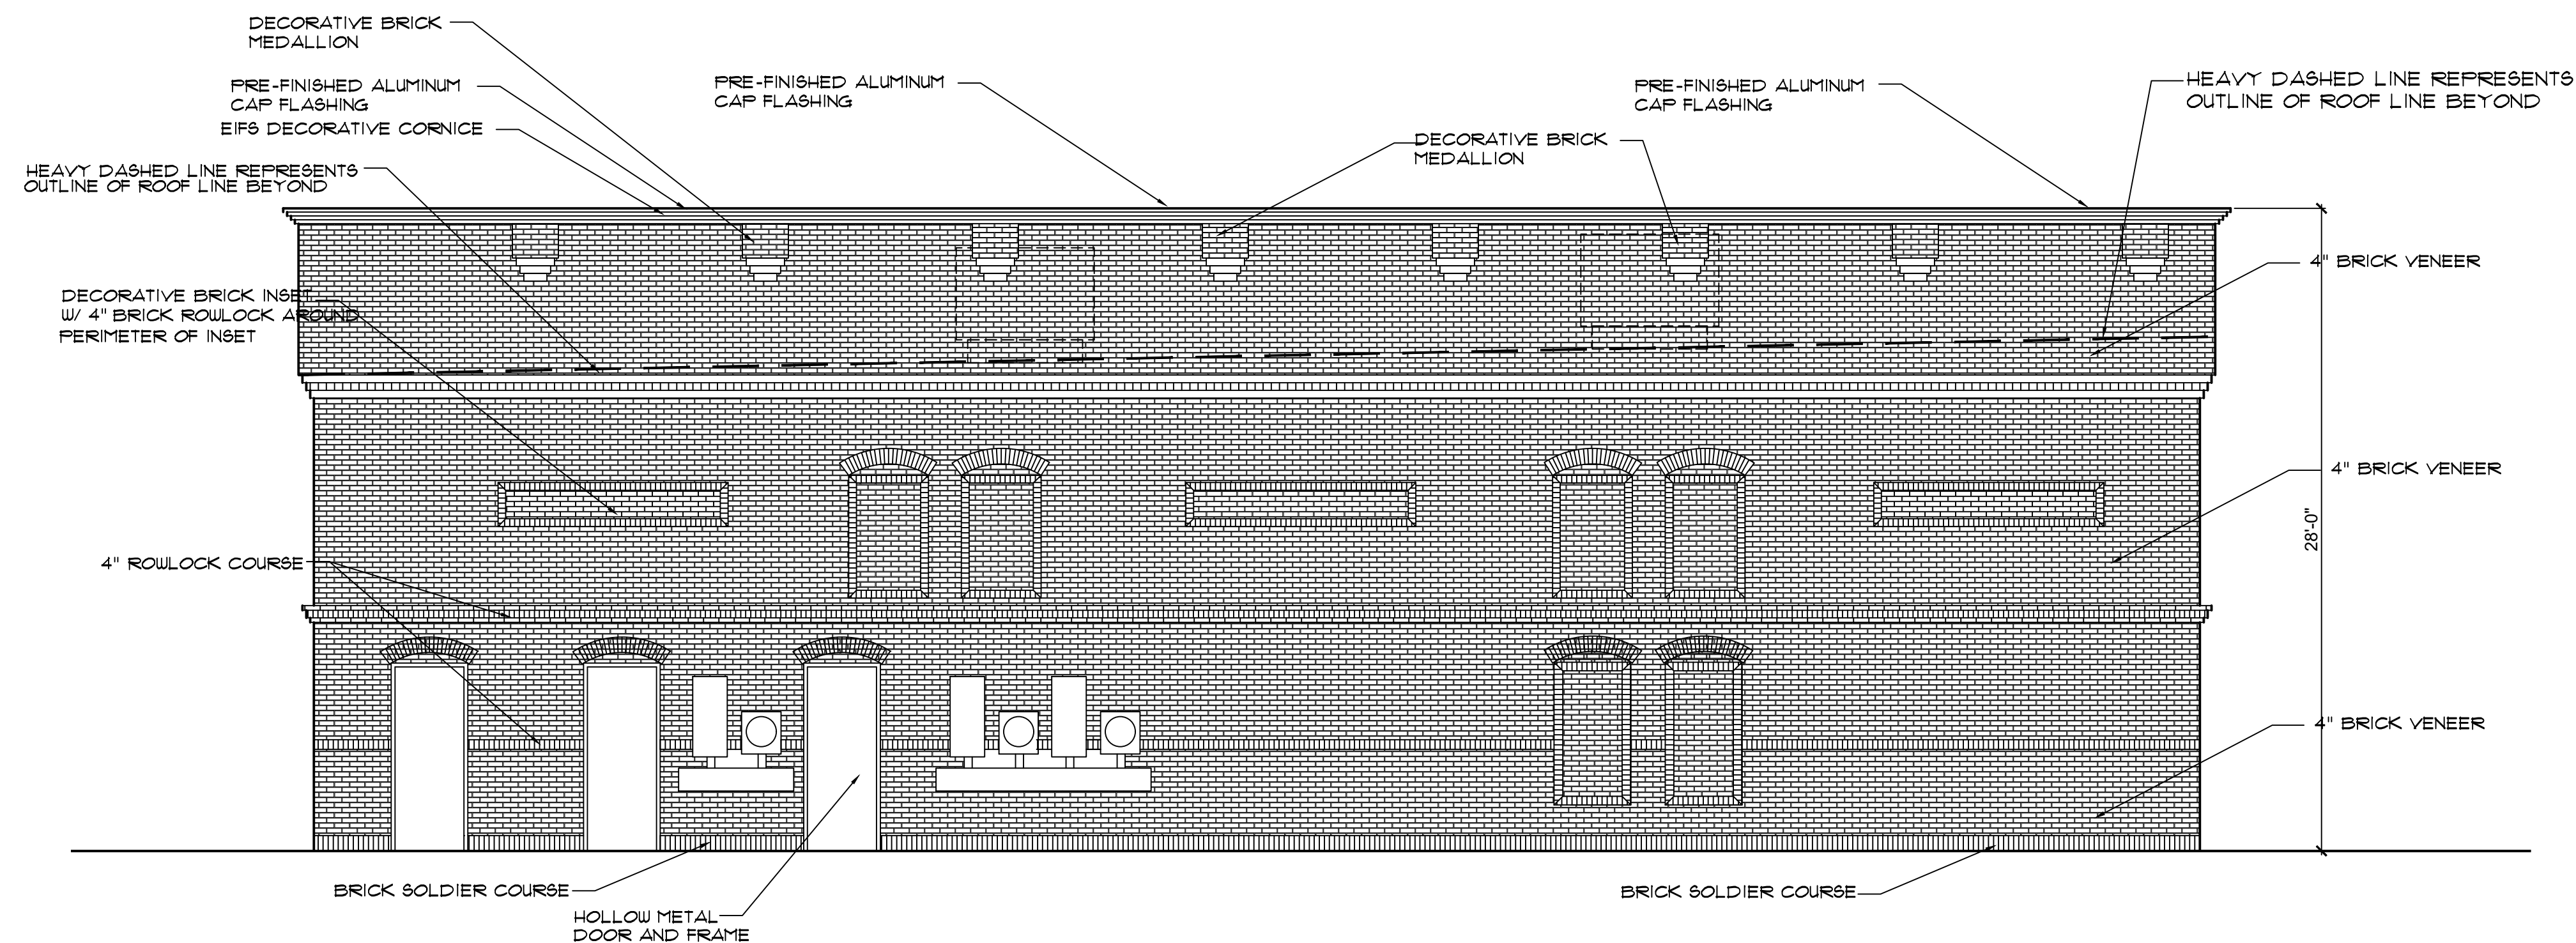 DECORATIVE BRICK
MEDALLION
PRE-FINISHED ALUMINUM
CAP FLASHING
EIFS DECORATIVE CORNICE
HEAVY DASHED LINE REPRESENTS
OUTLINE OF ROOF LINE BEYOND
PRE-FINISHED ALUMINUM
CAP FLASHING
PRE-FINISHED ALUMINUM
CAP FLASHING
HEAVY DASHED LINE REPRESENTS
OUTLINE OF ROOF LINE BEYOND
DECORATIVE BRICK
MEDALLION
4" BRICK VENEER
DECORATIVE BRICK INSET
W/ 4" BRICK ROWLOCK AROUND
PERIMETER OF INSET
4" BRICK VENEER
28'-0"
4" ROWLOCK COURSE
4" BRICK VENEER
BRICK SOLDIER COURSE
BRICK SOLDIER COURSE
HOLLOW METAL
DOOR AND FRAME